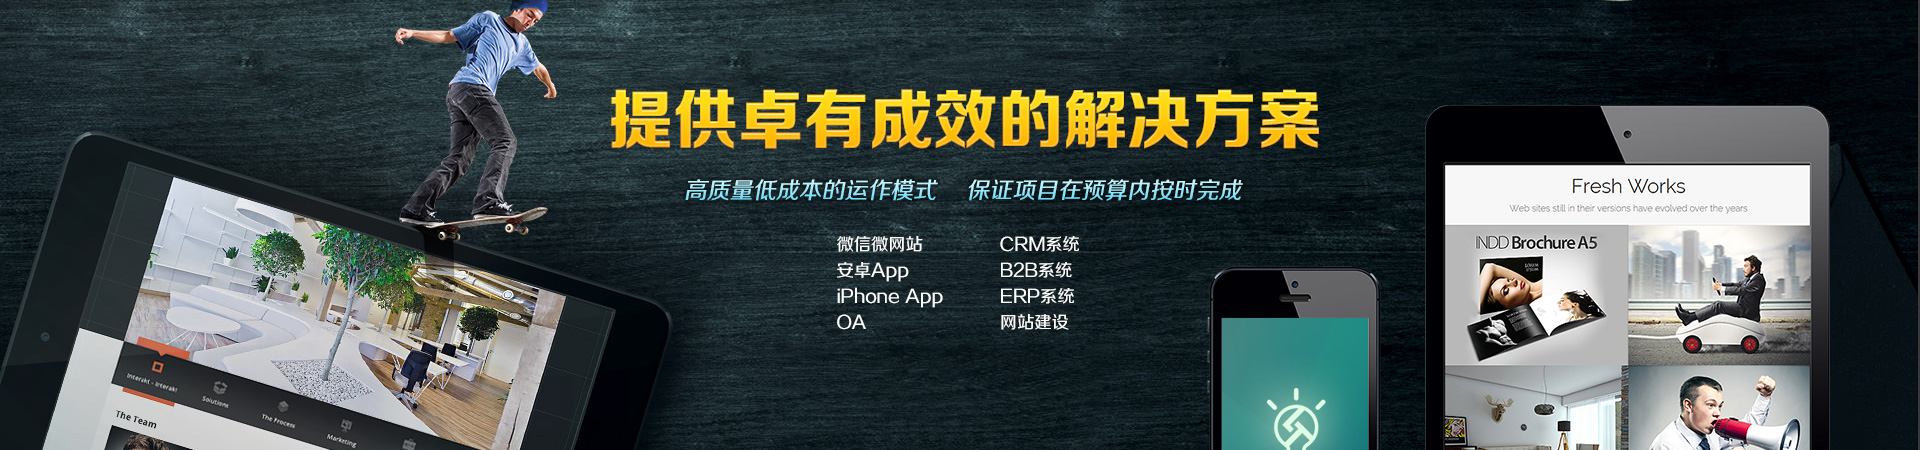 提供卓有成效的解决方案
高质量低成本的运作模式 保证项目在预算内按时完成
微信微网站 CRM系统
安卓App B2B系统
iPhone App ERP系统
OA 网站建设
Interakt - Interakt
Solutions
The Process
Marketing
The Team
Fresh Works
Web sites still in their versions have evolved over the years
INDD Brochure A5